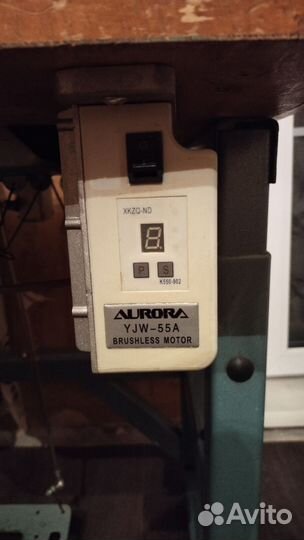 XKZQ-ND
8.
P S
K550-902
AURORA
YJW-55A
BRUSHLESS MOTOR
Avito